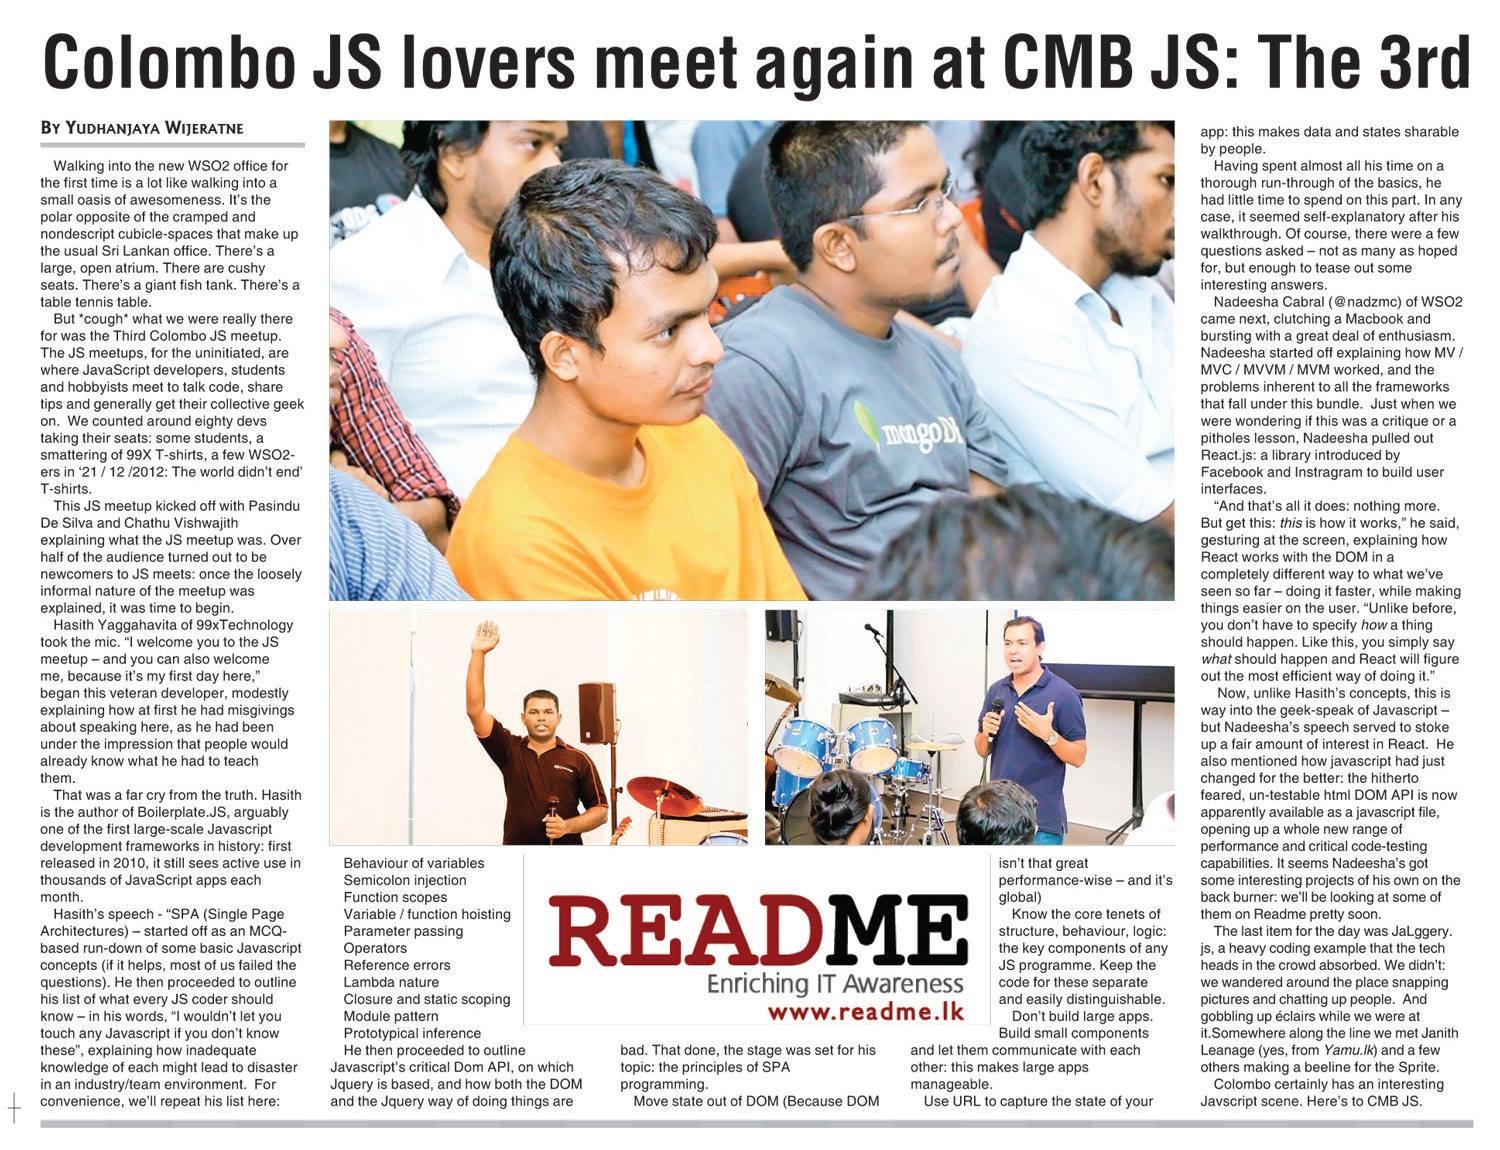 Colombo JS lovers meet again at CMB JS: The 3rd
BY YUDHANJAYA WIJERATNE
Walking into the new WSO2 office for
the first time is a lot like walking into a
small oasis of awesomeness. It's the
polar opposite of the cramped and
nondescript cubicle-spaces that make up
the usual Sri Lankan office. There's a
large, open atrium. There are cushy
seats. There's a giant fish tank. There's a
table tennis table.
But *cough* what we were really there
for was the Third Colombo JS meetup.
The JS meetups, for the uninitiated, are
where JavaScript developers, students
and hobbyists meet to talk code, share
tips and generally get their collective geek
on. We counted around eighty devs
taking their seats: some students, a
smattering of 99X T-shirts, a few WSO2-
ers in '21 / 12 /2012: The world didn't end'
T-shirts.
This JS meetup kicked off with Pasindu
De Silva and Chathu Vishwajith
explaining what the JS meetup was. Over
half of the audience turned out to be
newcomers to JS meets: once the loosely
informal nature of the meetup was
explained, it was time to begin.
Hasith Yaggahavita of 99xTechnology
took the mic. “I welcome you to the JS
meetup – and you can also welcome
me, because it's my first day here,”
began this veteran developer, modestly
explaining how at first he had misgivings
about speaking here, as he had been
under the impression that people would
already know what he had to teach
them.
That was a far cry from the truth. Hasith
is the author of Boilerplate.JS, arguably
one of the first large-scale Javascript
development frameworks in history: first
released in 2010, it still sees active use in
thousands of JavaScript apps each
month.
Hasith's speech - “SPA (Single Page
Architectures) – started off as an MCQ-
based run-down of some basic Javascript
concepts (if it helps, most of us failed the
questions). He then proceeded to outline
his list of what every JS coder should
know – in his words, “I wouldn't let you
touch any Javascript if you don't know
these”, explaining how inadequate
knowledge of each might lead to disaster
in an industry/team environment. For
convenience, we'll repeat his list here:
mongoDB
Behaviour of variables
Semicolon injection
Function scopes
Variable / function hoisting
Parameter passing
Operators
Reference errors
Lambda nature
Closure and static scoping
Module pattern
Prototypical inference
He then proceeded to outline
Javascript's critical Dom API, on which
Jquery is based, and how both the DOM
and the Jquery way of doing things are
README
Enriching IT Awareness
www.readme.lk
bad. That done, the stage was set for his
topic: the principles of SPA
programming.
Move state out of DOM (Because DOM
isn't that great
performance-wise – and it's
global)
Know the core tenets of
structure, behaviour, logic:
the key components of any
JS programme. Keep the
code for these separate
and easily distinguishable.
Don't build large apps.
Build small components
and let them communicate with each
other: this makes large apps
manageable.
Use URL to capture the state of your
app: this makes data and states sharable
by people.
Having spent almost all his time on a
thorough run-through of the basics, he
had little time to spend on this part. In any
case, it seemed self-explanatory after his
walkthrough. Of course, there were a few
questions asked – not as many as hoped
for, but enough to tease out some
interesting answers.
Nadeesha Cabral (@nadzmc) of WSO2
came next, clutching a Macbook and
bursting with a great deal of enthusiasm.
Nadeesha started off explaining how MV /
MVC / MVVM / MVM worked, and the
problems inherent to all the frameworks
that fall under this bundle. Just when we
were wondering if this was a critique or a
pitholes lesson, Nadeesha pulled out
React.js: a library introduced by
Facebook and Instragram to build user
interfaces.
“And that's all it does: nothing more.
But get this: this is how it works,” he said,
gesturing at the screen, explaining how
React works with the DOM in a
completely different way to what we've
seen so far – doing it faster, while making
things easier on the user. “Unlike before,
you don't have to specify how a thing
should happen. Like this, you simply say
what should happen and React will figure
out the most efficient way of doing it.”
Now, unlike Hasith's concepts, this is
way into the geek-speak of Javascript –
but Nadeesha's speech served to stoke
up a fair amount of interest in React. He
also mentioned how javascript had just
changed for the better: the hitherto
feared, un-testable html DOM API is now
apparently available as a javascript file,
opening up a whole new range of
performance and critical code-testing
capabilities. It seems Nadeesha's got
some interesting projects of his own on the
back burner: we'll be looking at some of
them on Readme pretty soon.
The last item for the day was JaLggery.
js, a heavy coding example that the tech
heads in the crowd absorbed. We didn't:
we wandered around the place snapping
pictures and chatting up people. And
gobbling up éclairs while we were at
it.Somewhere along the line we met Janith
Leanage (yes, from Yamu.lk) and a few
others making a beeline for the Sprite.
Colombo certainly has an interesting
Javscript scene. Here's to CMB JS.